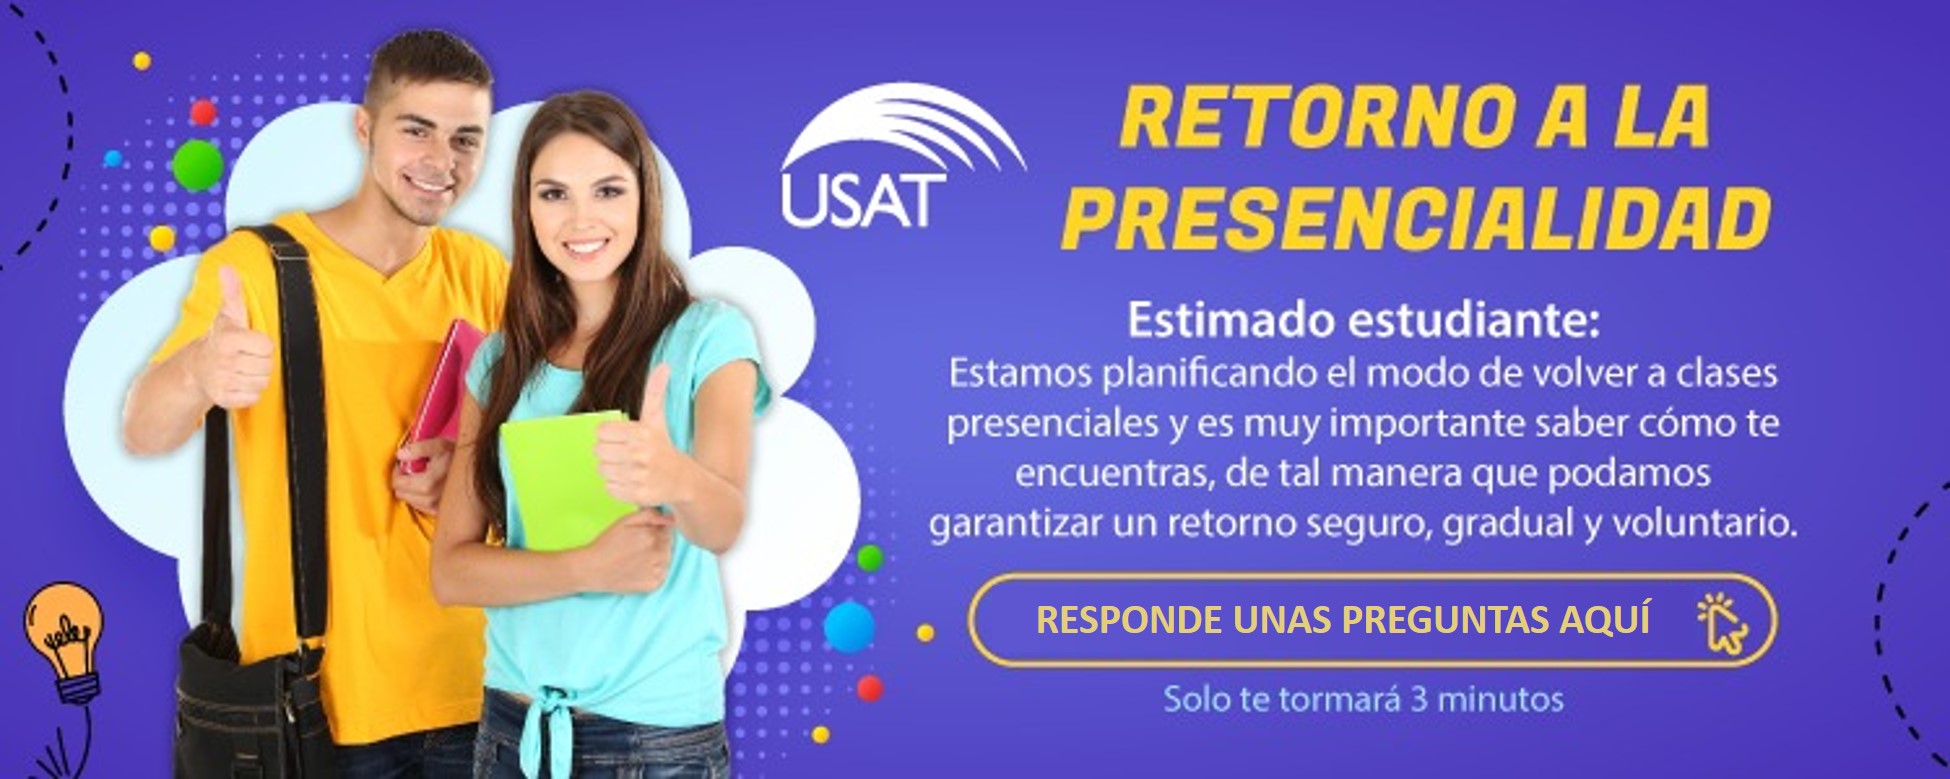 USAT
RETORNO A LA
PRESENCIALIDAD
Estimado estudiante:
Estamos planificando el modo de volver a clases
presenciales y es muy importante saber cómo te
encuentras, de tal manera que podamos
garantizar un retorno seguro, gradual y voluntario.
RESPONDE UNAS PREGUNTAS AQUÍ
Solo te tormará 3 minutos